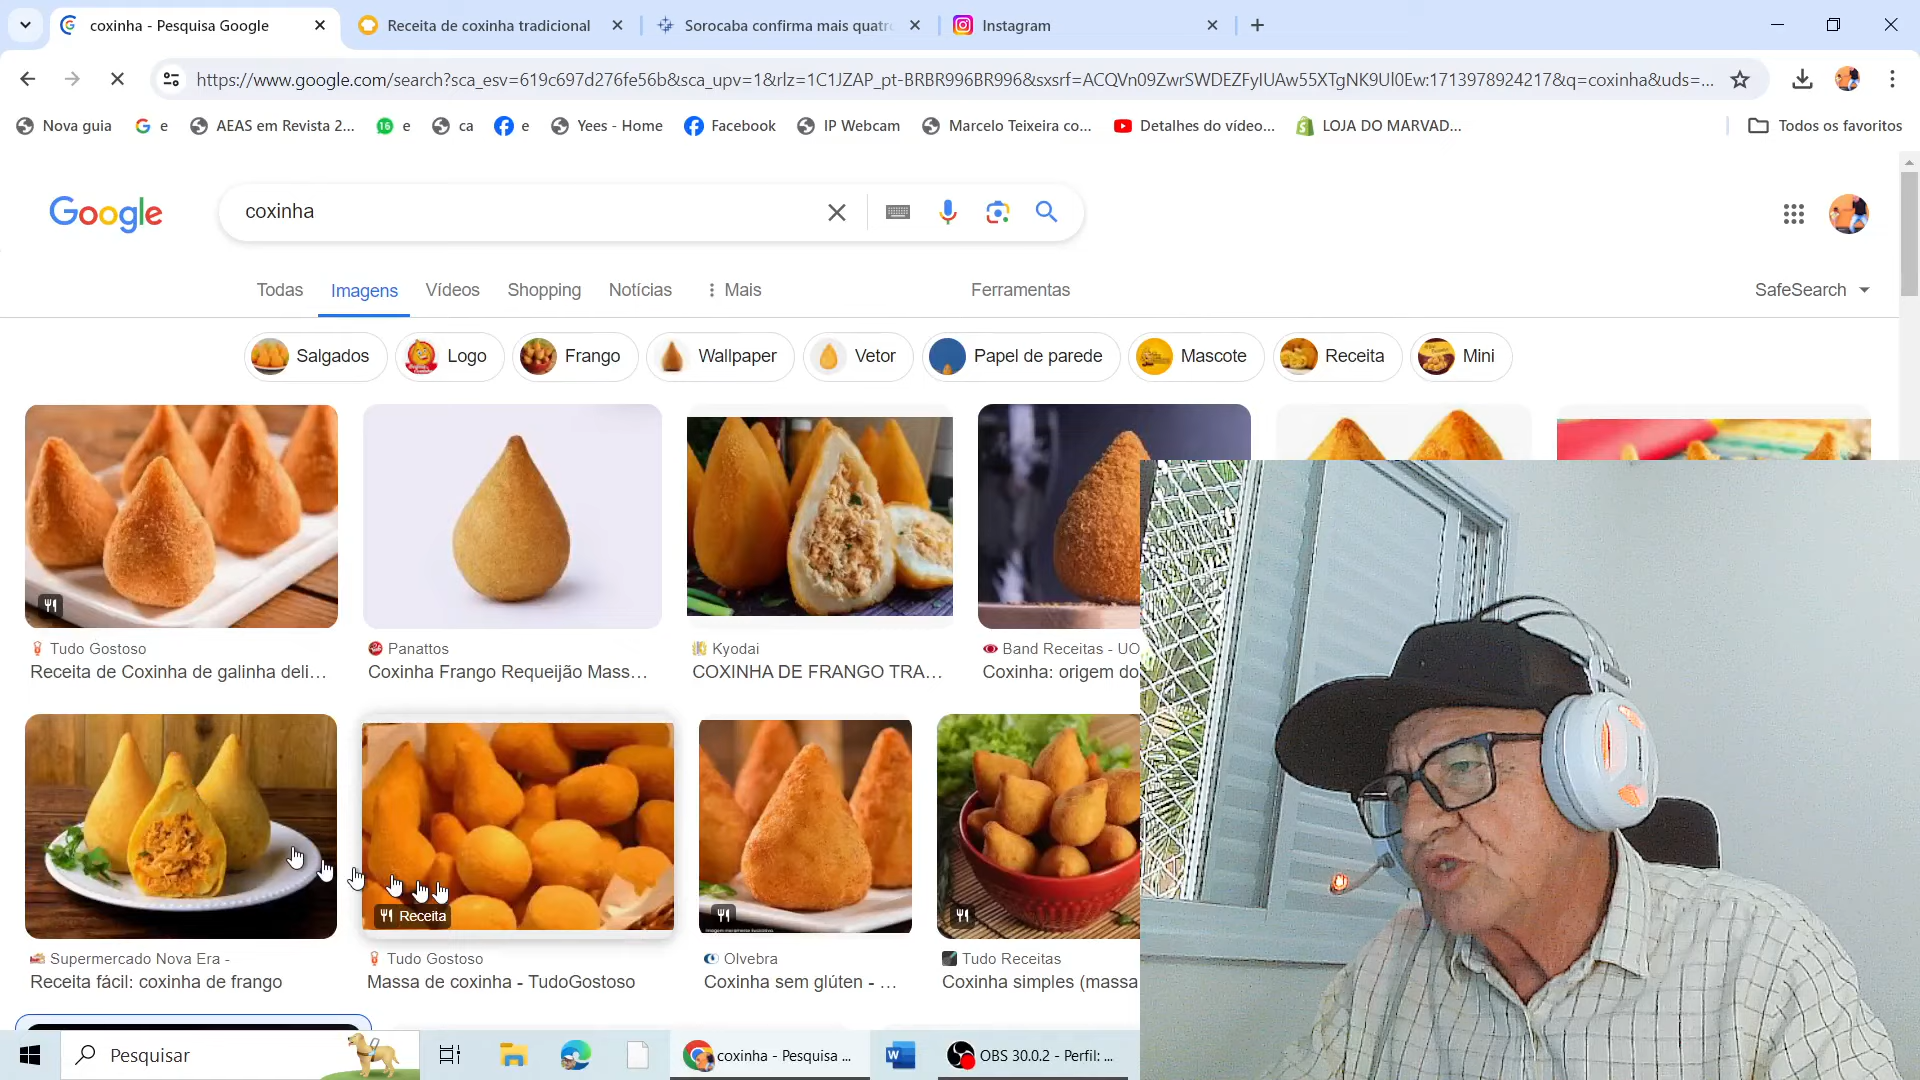 coxinha - Pesquisa Google
Receita de coxinha tradicional
Sorocaba confirma mais quatr
Instagram
https://www.google.com/search?sca_esv=619c697d276fe56b&sca_upv=1&rlz=1C1JZAP_pt-BRBR996BR996&sxsrf=ACQVn09ZwrSWDEZFyIUAw55XTgNK9Ul0Ew:1713978924217&q=coxinha&uds=...
Nova guia
e
AEAS em Revista 2...
16
e
ca
e
Yees - Home
Facebook
IP Webcam
Marcelo Teixeira co...
Detalhes do vídeo...
LOJA DO MARVAD...
Todos os favoritos
Google
coxinha
Todas
Imagens
Vídeos
Shopping
Notícias
Mais
Ferramentas
SafeSearch
Salgados
Logo
Frango
Wallpaper
Vetor
Papel de parede
Mascote
Receita
Mini
Tudo Gostoso
Receita de Coxinha de galinha deli...
Panattos
Coxinha Frango Requeijão Mass...
Kyodai
COXINHA DE FRANGO TRA...
Band Receitas - UO
Coxinha: origem do
Receita
Supermercado Nova Era -
Receita fácil: coxinha de frango
Tudo Gostoso
Massa de coxinha - TudoGostoso
Olvebra
Coxinha sem glúten - ...
Tudo Receitas
Coxinha simples (massa
Pesquisar
coxinha - Pesquisa ...
OBS 30.0.2 - Perfil: ...